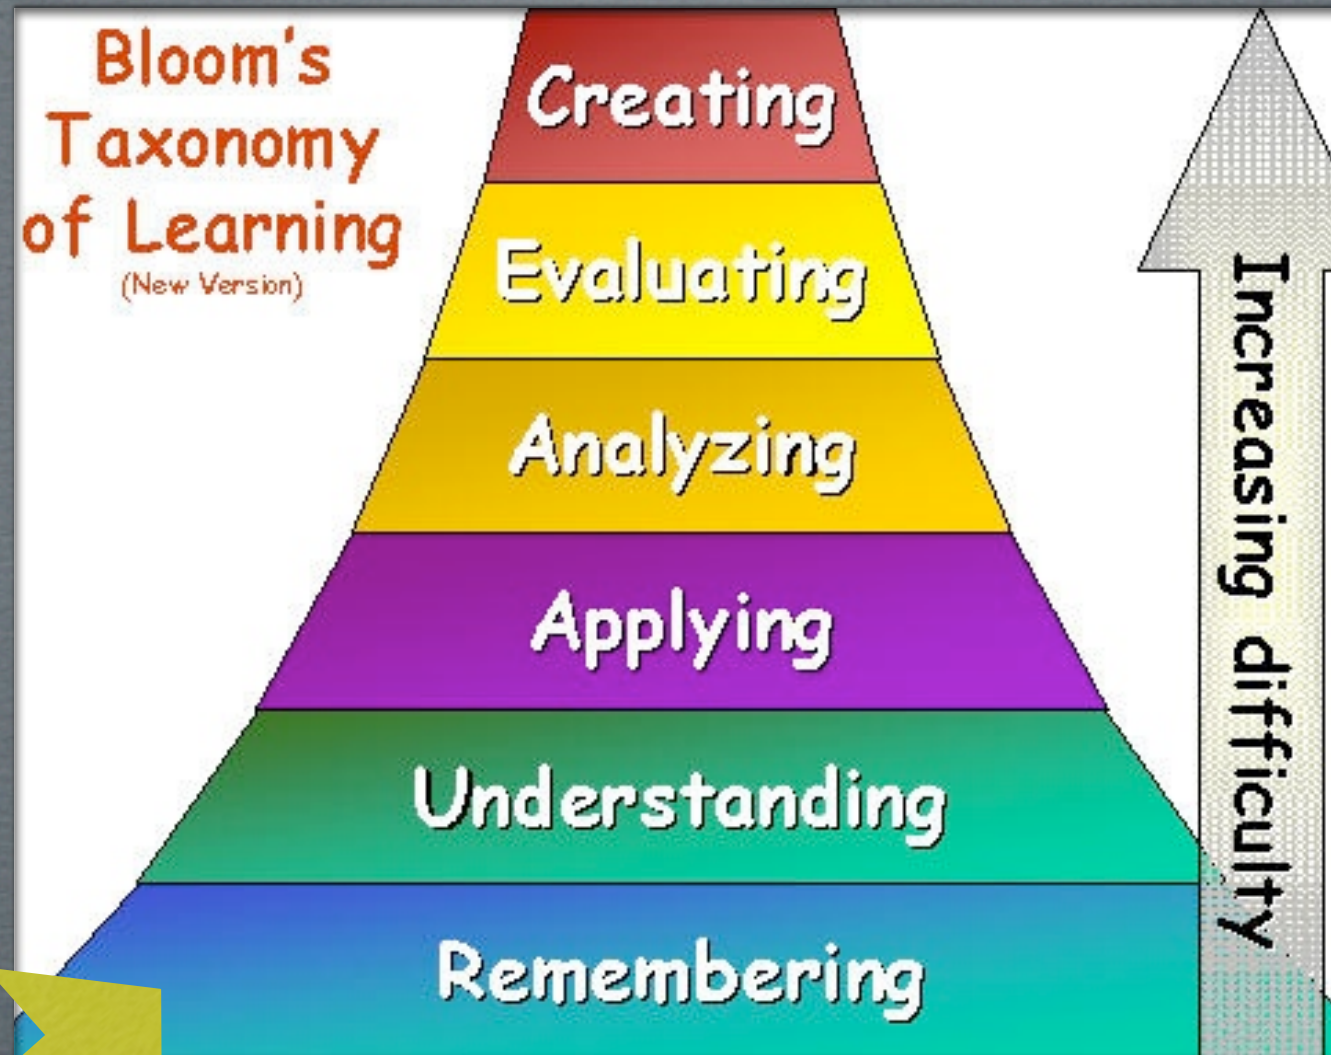 Bloom's
Taxonomy
of Learning
(New Version)
Creating
Evaluating
Analyzing
Applying
Understanding
Remembering
Increasing difficulty